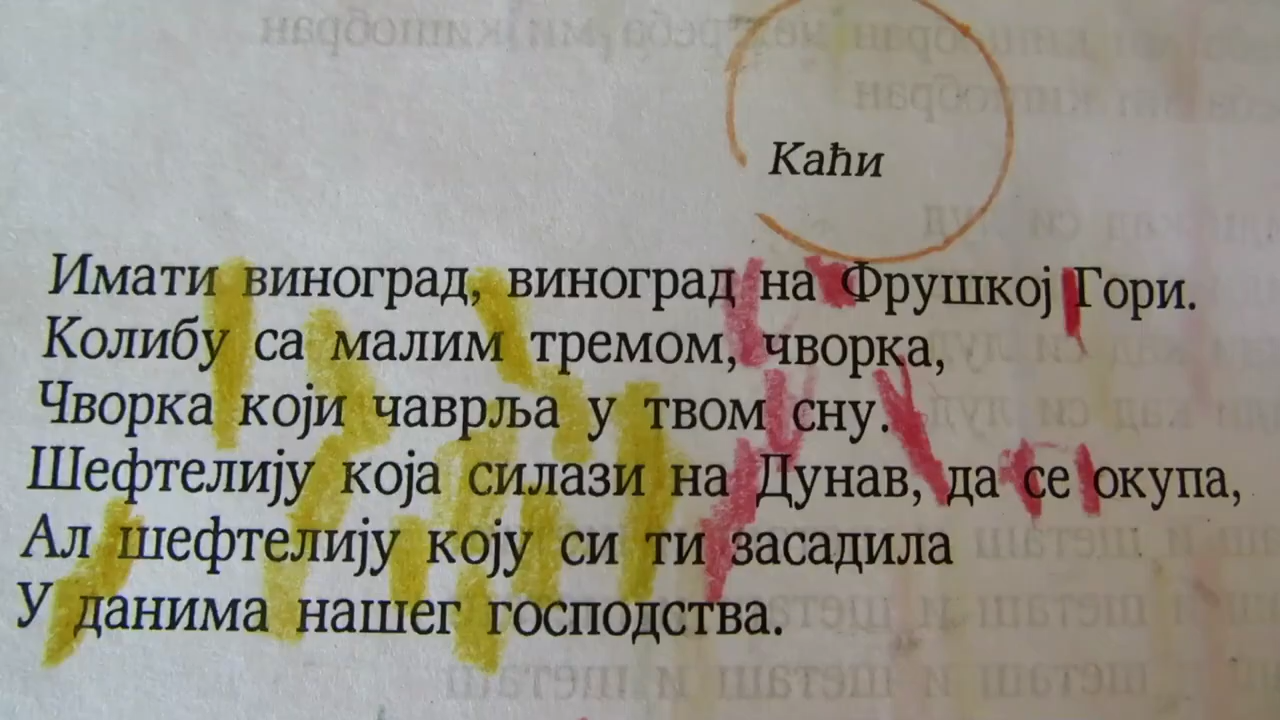 Каћи
Имати виноград, виноград на Фрушкој Гори.
Колибу са малим тремом, чворка,
Чворка који чаврља у твом сну.
Шефтелију која силази на Дунав, да се окупа,
Ал шефтелију коју си ти засадила
У данима нашег господства.